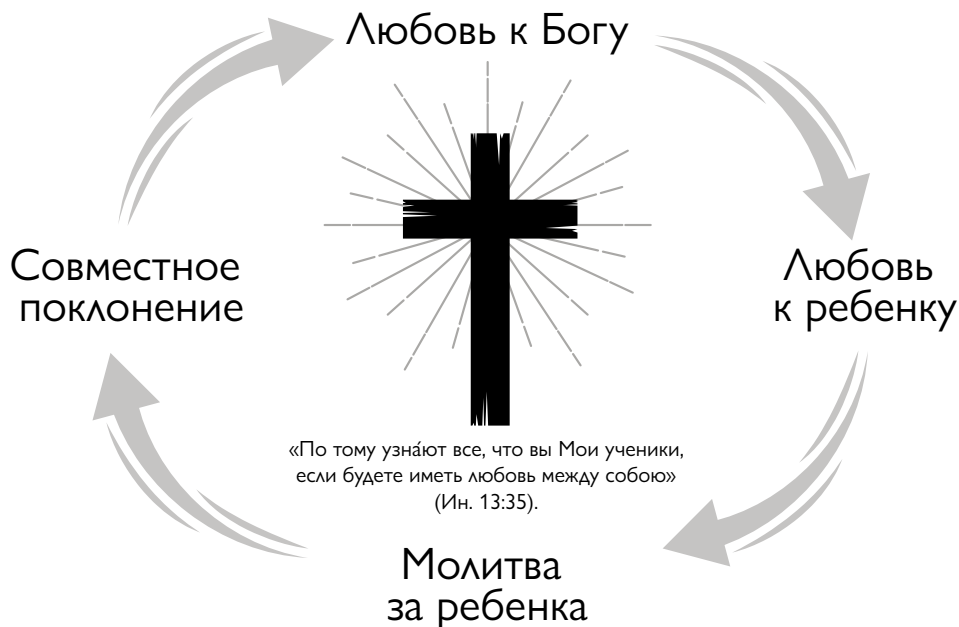 Любовь к Богу
Совместное
поклонение
Любовь
к ребенку
«По тому узна́ют все, что вы Мои ученики,
если будете иметь любовь между собою»
(Ин. 13:35).
Молитва
за ребенка